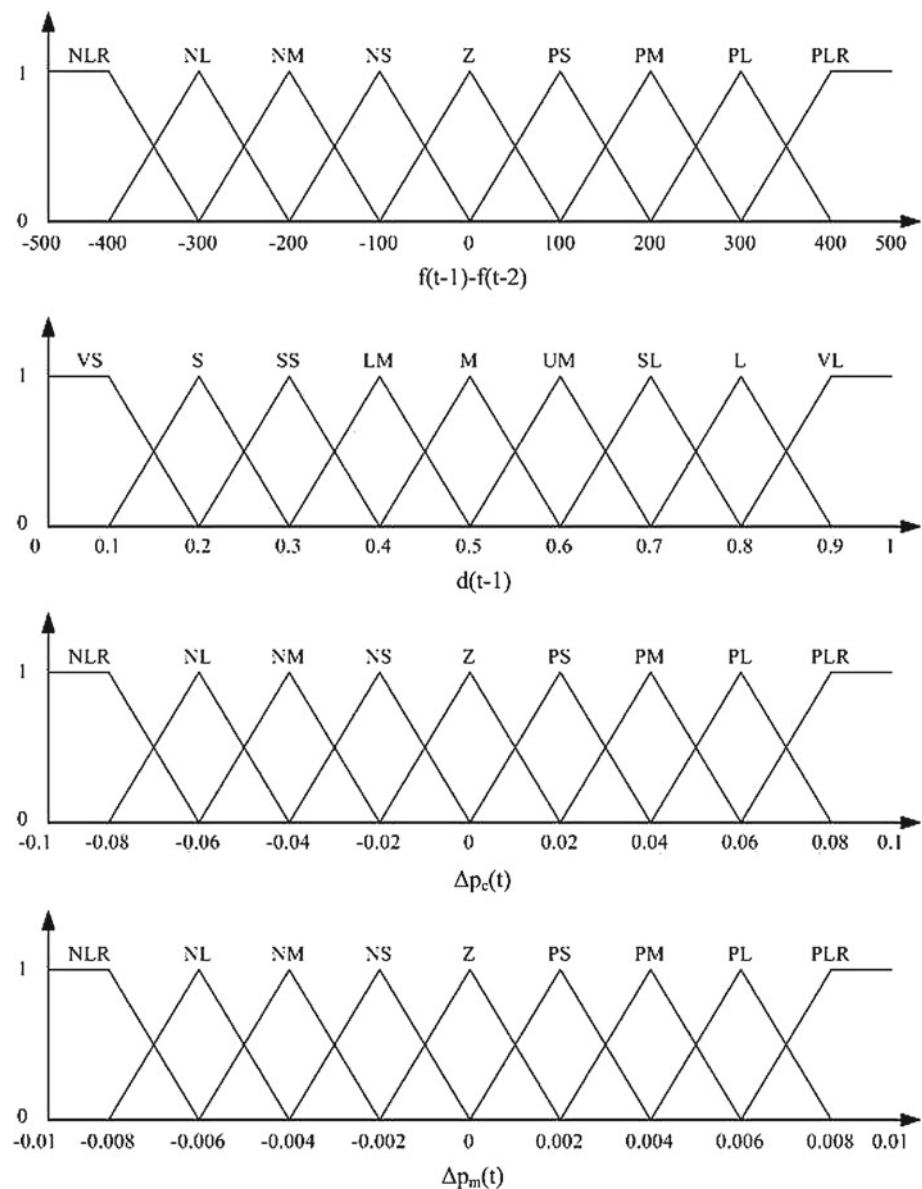 NLR NL NM NS Z PS PM PL PLR
1
0
-500 -400 -300 -200 -100 0 100 200 300 400 500
f(t-1)-f(t-2)
VS S SS LM M UM SL L VL
1
0
0 0.1 0.2 0.3 0.4 0.5 0.6 0.7 0.8 0.9 1
d(t-1)
NLR NL NM NS Z PS PM PL PLR
1
0
-0.1 -0.08 -0.06 -0.04 -0.02 0 0.02 0.04 0.06 0.08 0.1
Δpc(t)
NLR NL NM NS Z PS PM PL PLR
1
0
-0.01 -0.008 -0.006 -0.004 -0.002 0 0.002 0.004 0.006 0.008 0.01
Δpm(t)